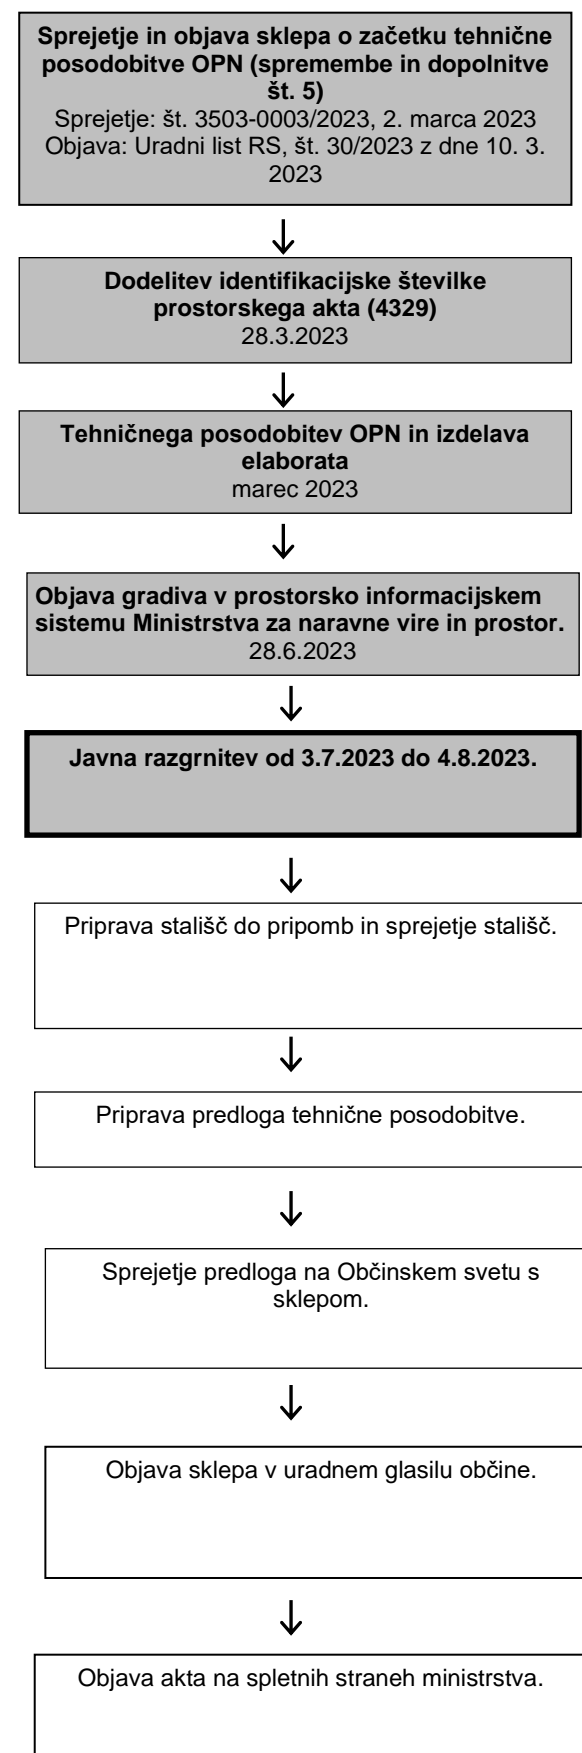 Sprejetje in objava sklepa o začetku tehnične
posodobitve OPN (spremembe in dopolnitve
št. 5)
Sprejetje: št. 3503-0003/2023, 2. marca 2023
Objava: Uradni list RS, št. 30/2023 z dne 10. 3.
2023
Dodelitev identifikacijske številke
prostorskega akta (4329)
28.3.2023
Tehničnega posodobitev OPN in izdelava
elaborata
marec 2023
Objava gradiva v prostorsko informacijskem
sistemu Ministrstva za naravne vire in prostor.
28.6.2023
Javna razgrnitev od 3.7.2023 do 4.8.2023.
Priprava stališč do pripomb in sprejetje stališč.
Priprava predloga tehnične posodobitve.
Sprejetje predloga na Občinskem svetu s
sklepom.
Objava sklepa v uradnem glasilu občine.
Objava akta na spletnih straneh ministrstva.